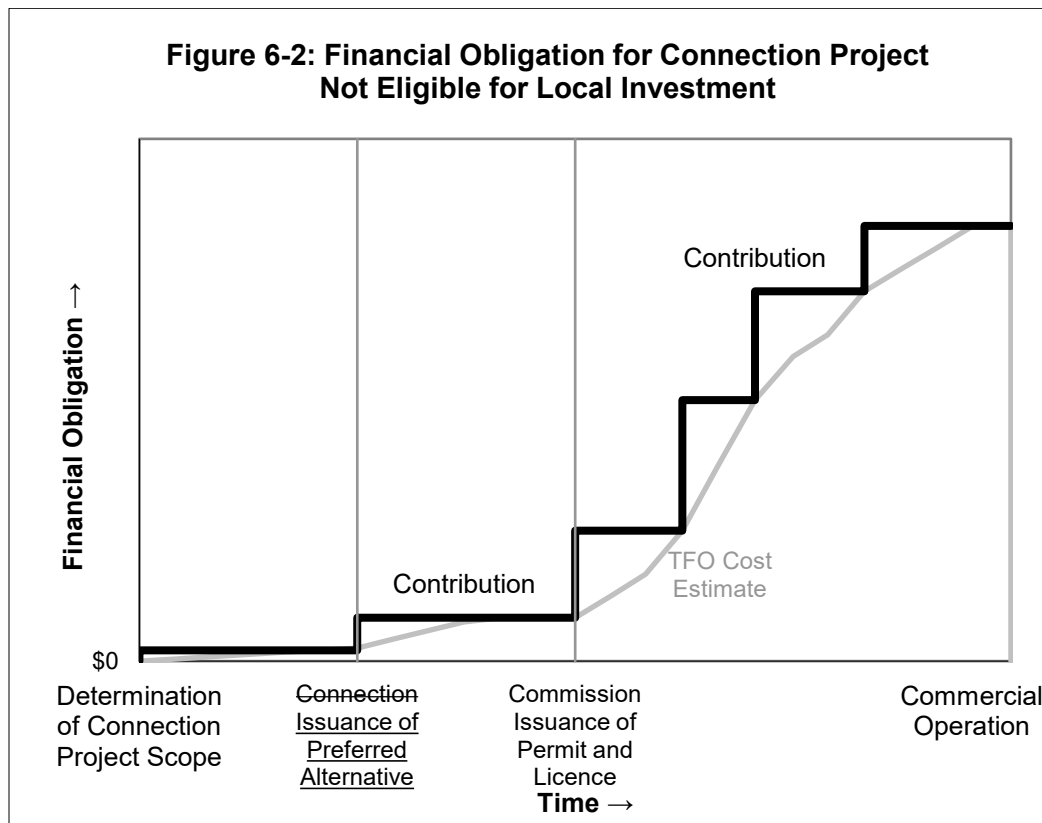 Figure 6-2: Financial Obligation for Connection Project
Not Eligible for Local Investment
Financial Obligation →
Contribution
Contribution
TFO Cost
Estimate
$0
Determination
of Connection
Project Scope
Connection
Issuance of
Preferred
Alternative
Commission
Issuance of
Permit and
Licence
Commercial
Operation
Time →